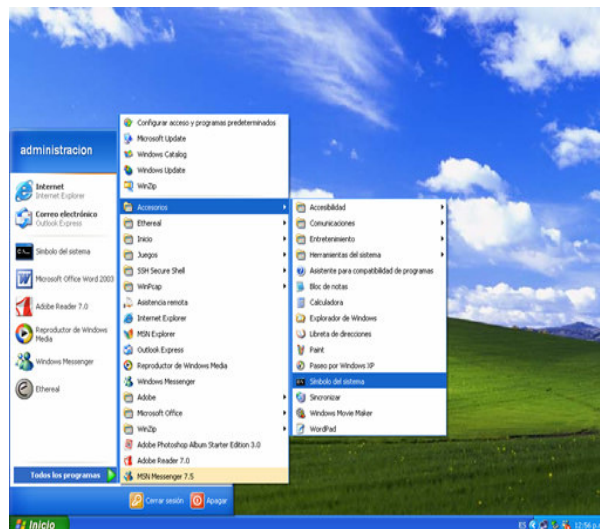 administracion
Internet
Internet Explorer
Correo electrónico
Outlook Express
Símbolo del sistema
Microsoft Office Word 2003
Adobe Reader 7.0
Reproductor de Windows
Media
Windows Messenger
Ethereal
Todos los programas
Configurar acceso y programas predeterminados
Microsoft Update
Windows Catalog
Windows Update
WinZip
Accesorios
Ethereal
Inicio
Juegos
SSH Secure Shell
WinPcap
Asistencia remota
Internet Explorer
MSN Explorer
Outlook Express
Reproductor de Windows Media
Windows Messenger
Adobe
Microsoft Office
WinZip
Adobe Photoshop Album Starter Edition 3.0
Adobe Reader 7.0
MSN Messenger 7.5
Accesibilidad
Comunicaciones
Entretenimiento
Herramientas del sistema
Asistente para compatibilidad de programas
Bloc de notas
Calculadora
Explorador de Windows
Libreta de direcciones
Paint
Paseo por Windows XP
Símbolo del sistema
Sincronizar
Windows Movie Maker
WordPad
Cerrar sesión
Apagar
Inicio
ES
12:56 p.